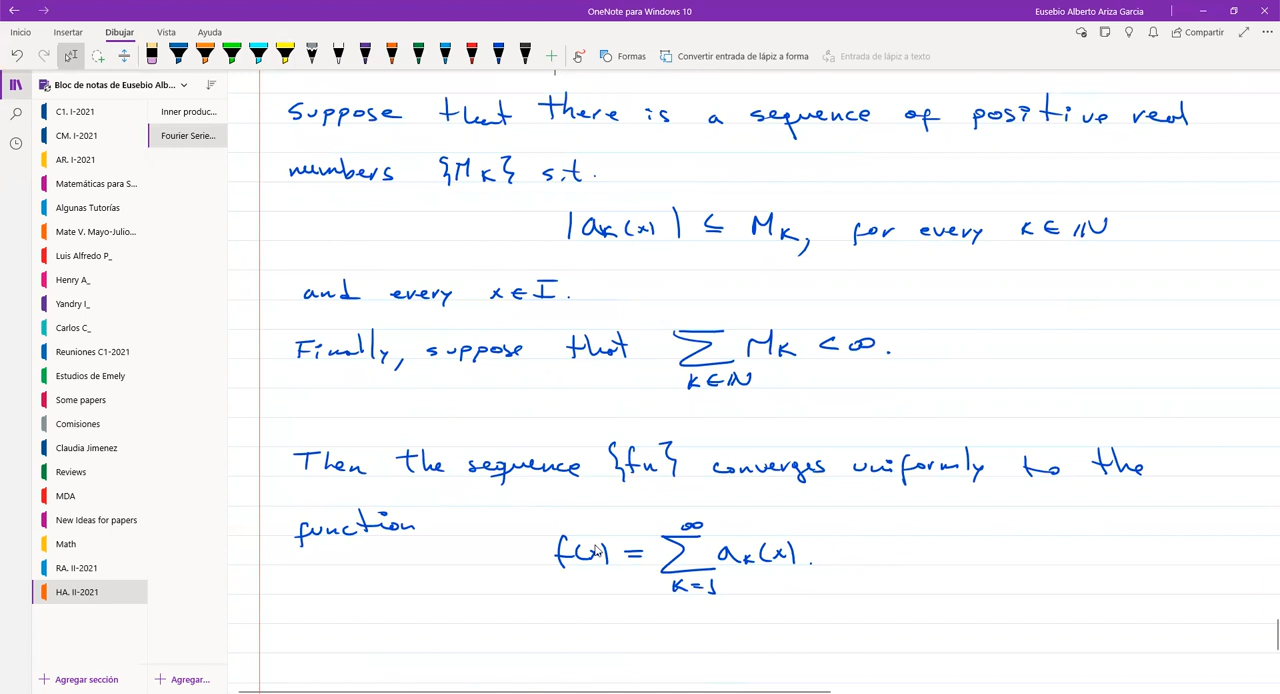 OneNote para Windows 10
Eusebio Alberto Ariza Garcia
Inicio Insertar Dibujar Vista Ayuda
Compartir
Formas Convertir entrada de lápiz a forma Entrada de lápiz a texto
Bloc de notas de Eusebio Alb...
C1. I-2021
CM. I-2021
AR. I-2021
Matemáticas para S...
Algunas Tutorías
Mate V. Mayo-Julio...
Luis Alfredo P_
Henry A_
Yandry I_
Carlos C_
Reuniones C1-2021
Estudios de Emely
Some papers
Comisiones
Claudia Jimenez
Reviews
MDA
New Ideas for papers
Math
RA. II-2021
HA. II-2021
Agregar sección
Inner produc...
Fourier Serie...
Agregar...
Suppose that there is a sequence of positive real
numbers {M_K} s.t.
|a_K(x)| ≤ M_K, for every K ∈ ℕ
and every x ∈ I.
Finally, suppose that ∑_{K∈ℕ} M_K < ∞.
Then the sequence {fn} converges uniformly to the
function
f(x) = ∑_{K=1}^{∞} a_K(x).